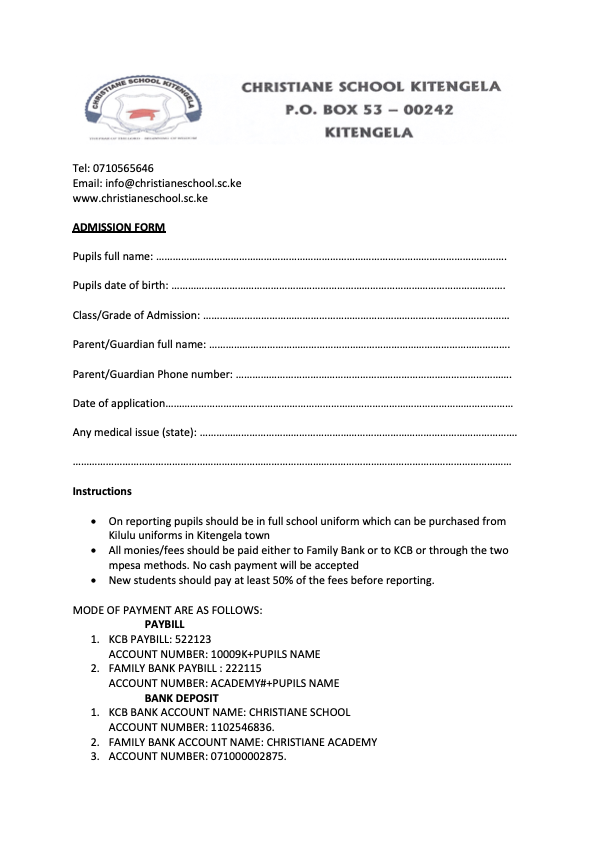 CHRISTIANE SCHOOL KITENGELA
CHRISTIANE SCHOOL KITENGELA
P.O. BOX 53 – 00242
KITENGELA
Tel: 0710565646
Email: info@christianeschool.sc.ke
www.christianeschool.sc.ke
ADMISSION FORM
Pupils full name: ……………………………………………………………………………………………………………….
Pupils date of birth: ………………………………………………………………………………………………………….
Class/Grade of Admission: …………………………………………………………………………………………………
Parent/Guardian full name: ……………………………………………………………………………………………….
Parent/Guardian Phone number: ……………………………………………………………………………………….
Date of application………………………………………………………………………………………………………………
Any medical issue (state): …………………………………………………………………………………………………….
……………………………………………………………………………………………………………………………………………
Instructions
• On reporting pupils should be in full school uniform which can be purchased from
Kilulu uniforms in Kitengela town
• All monies/fees should be paid either to Family Bank or to KCB or through the two
mpesa methods. No cash payment will be accepted
• New students should pay at least 50% of the fees before reporting.
MODE OF PAYMENT ARE AS FOLLOWS:
PAYBILL
1. KCB PAYBILL: 522123
ACCOUNT NUMBER: 10009K+PUPILS NAME
2. FAMILY BANK PAYBILL : 222115
ACCOUNT NUMBER: ACADEMY#+PUPILS NAME
BANK DEPOSIT
1. KCB BANK ACCOUNT NAME: CHRISTIANE SCHOOL
ACCOUNT NUMBER: 1102546836.
2. FAMILY BANK ACCOUNT NAME: CHRISTIANE ACADEMY
3. ACCOUNT NUMBER: 071000002875.